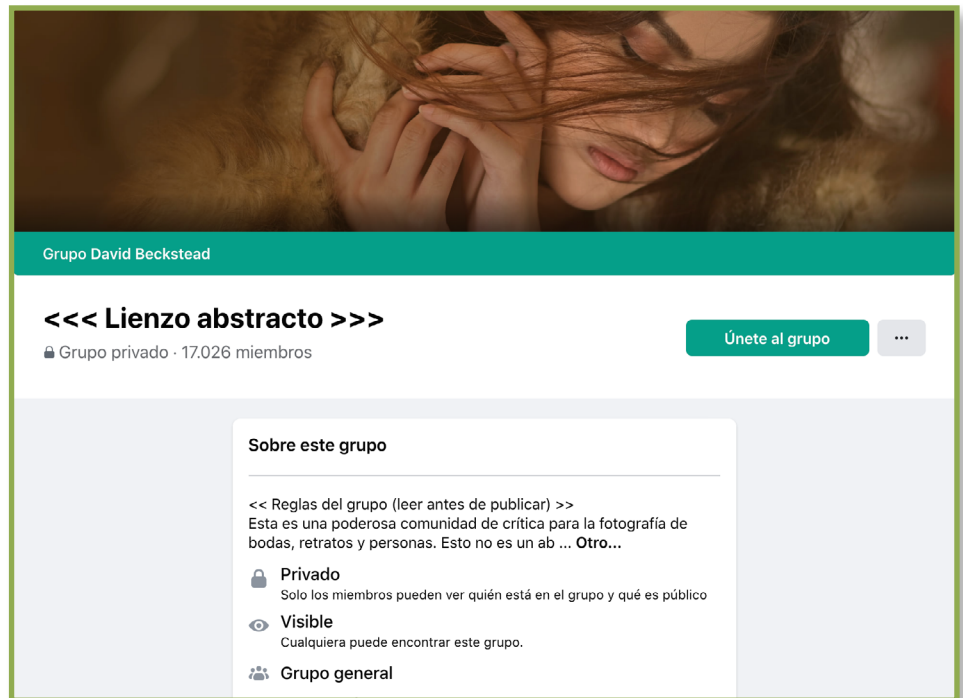 Grupo David Beckstead
<<< Lienzo abstracto >>>
Grupo privado · 17.026 miembros
Únete al grupo
...
Sobre este grupo
<< Reglas del grupo (leer antes de publicar) >>
Esta es una poderosa comunidad de crítica para la fotografía de
bodas, retratos y personas. Esto no es un ab ... Otro...
Privado
Solo los miembros pueden ver quién está en el grupo y qué es público
Visible
Cualquiera puede encontrar este grupo.
Grupo general